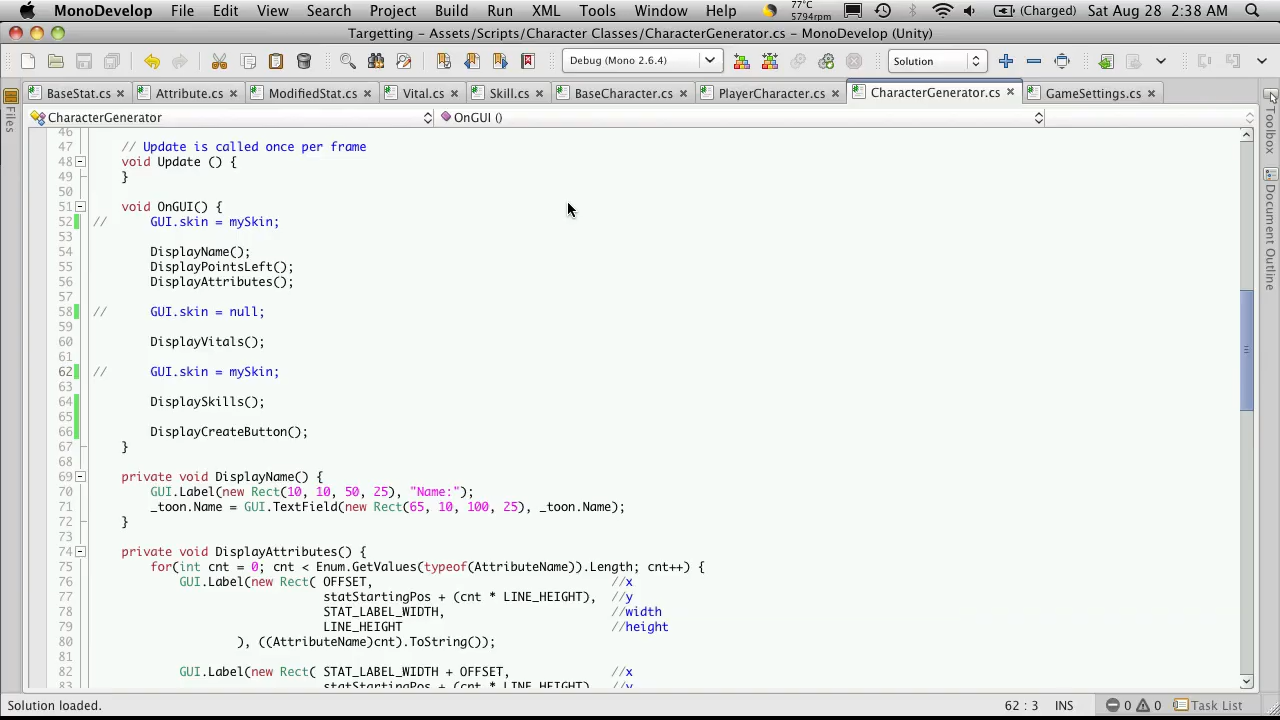 MonoDevelop File Edit View Search Project Build Run XML Tools Window Help 77°C 5794rpm (Charged) Sat Aug 28 2:38 AM
Targetting - Assets/Scripts/Character Classes/CharacterGenerator.cs - MonoDevelop (Unity)
Debug (Mono 2.6.4) Solution
BaseStat.cs Attribute.cs ModifiedStat.cs Vital.cs Skill.cs BaseCharacter.cs PlayerCharacter.cs CharacterGenerator.cs GameSettings.cs
Files
CharacterGenerator OnGUI ()
Toolbox
Document Outline
46
47 // Update is called once per frame
48 void Update () {
49 }
50
51 void OnGUI() {
52 // GUI.skin = mySkin;
53
54 DisplayName();
55 DisplayPointsLeft();
56 DisplayAttributes();
57
58 // GUI.skin = null;
59
60 DisplayVitals();
61
62 // GUI.skin = mySkin;
63
64 DisplaySkills();
65
66 DisplayCreateButton();
67 }
68
69 private void DisplayName() {
70 GUI.Label(new Rect(10, 10, 50, 25), "Name:");
71 _toon.Name = GUI.TextField(new Rect(65, 10, 100, 25), _toon.Name);
72 }
73
74 private void DisplayAttributes() {
75 for(int cnt = 0; cnt < Enum.GetValues(typeof(AttributeName)).Length; cnt++) {
76 GUI.Label(new Rect( OFFSET, //x
77 statStartingPos + (cnt * LINE_HEIGHT), //y
78 STAT_LABEL_WIDTH, //width
79 LINE_HEIGHT //height
80 ), ((AttributeName)cnt).ToString());
81
82 GUI.Label(new Rect( STAT_LABEL_WIDTH + OFFSET, //x
83 statStartingPos + (cnt * LINE_HEIGHT) //y
Solution loaded. 62 : 3 INS 0 0 Task List